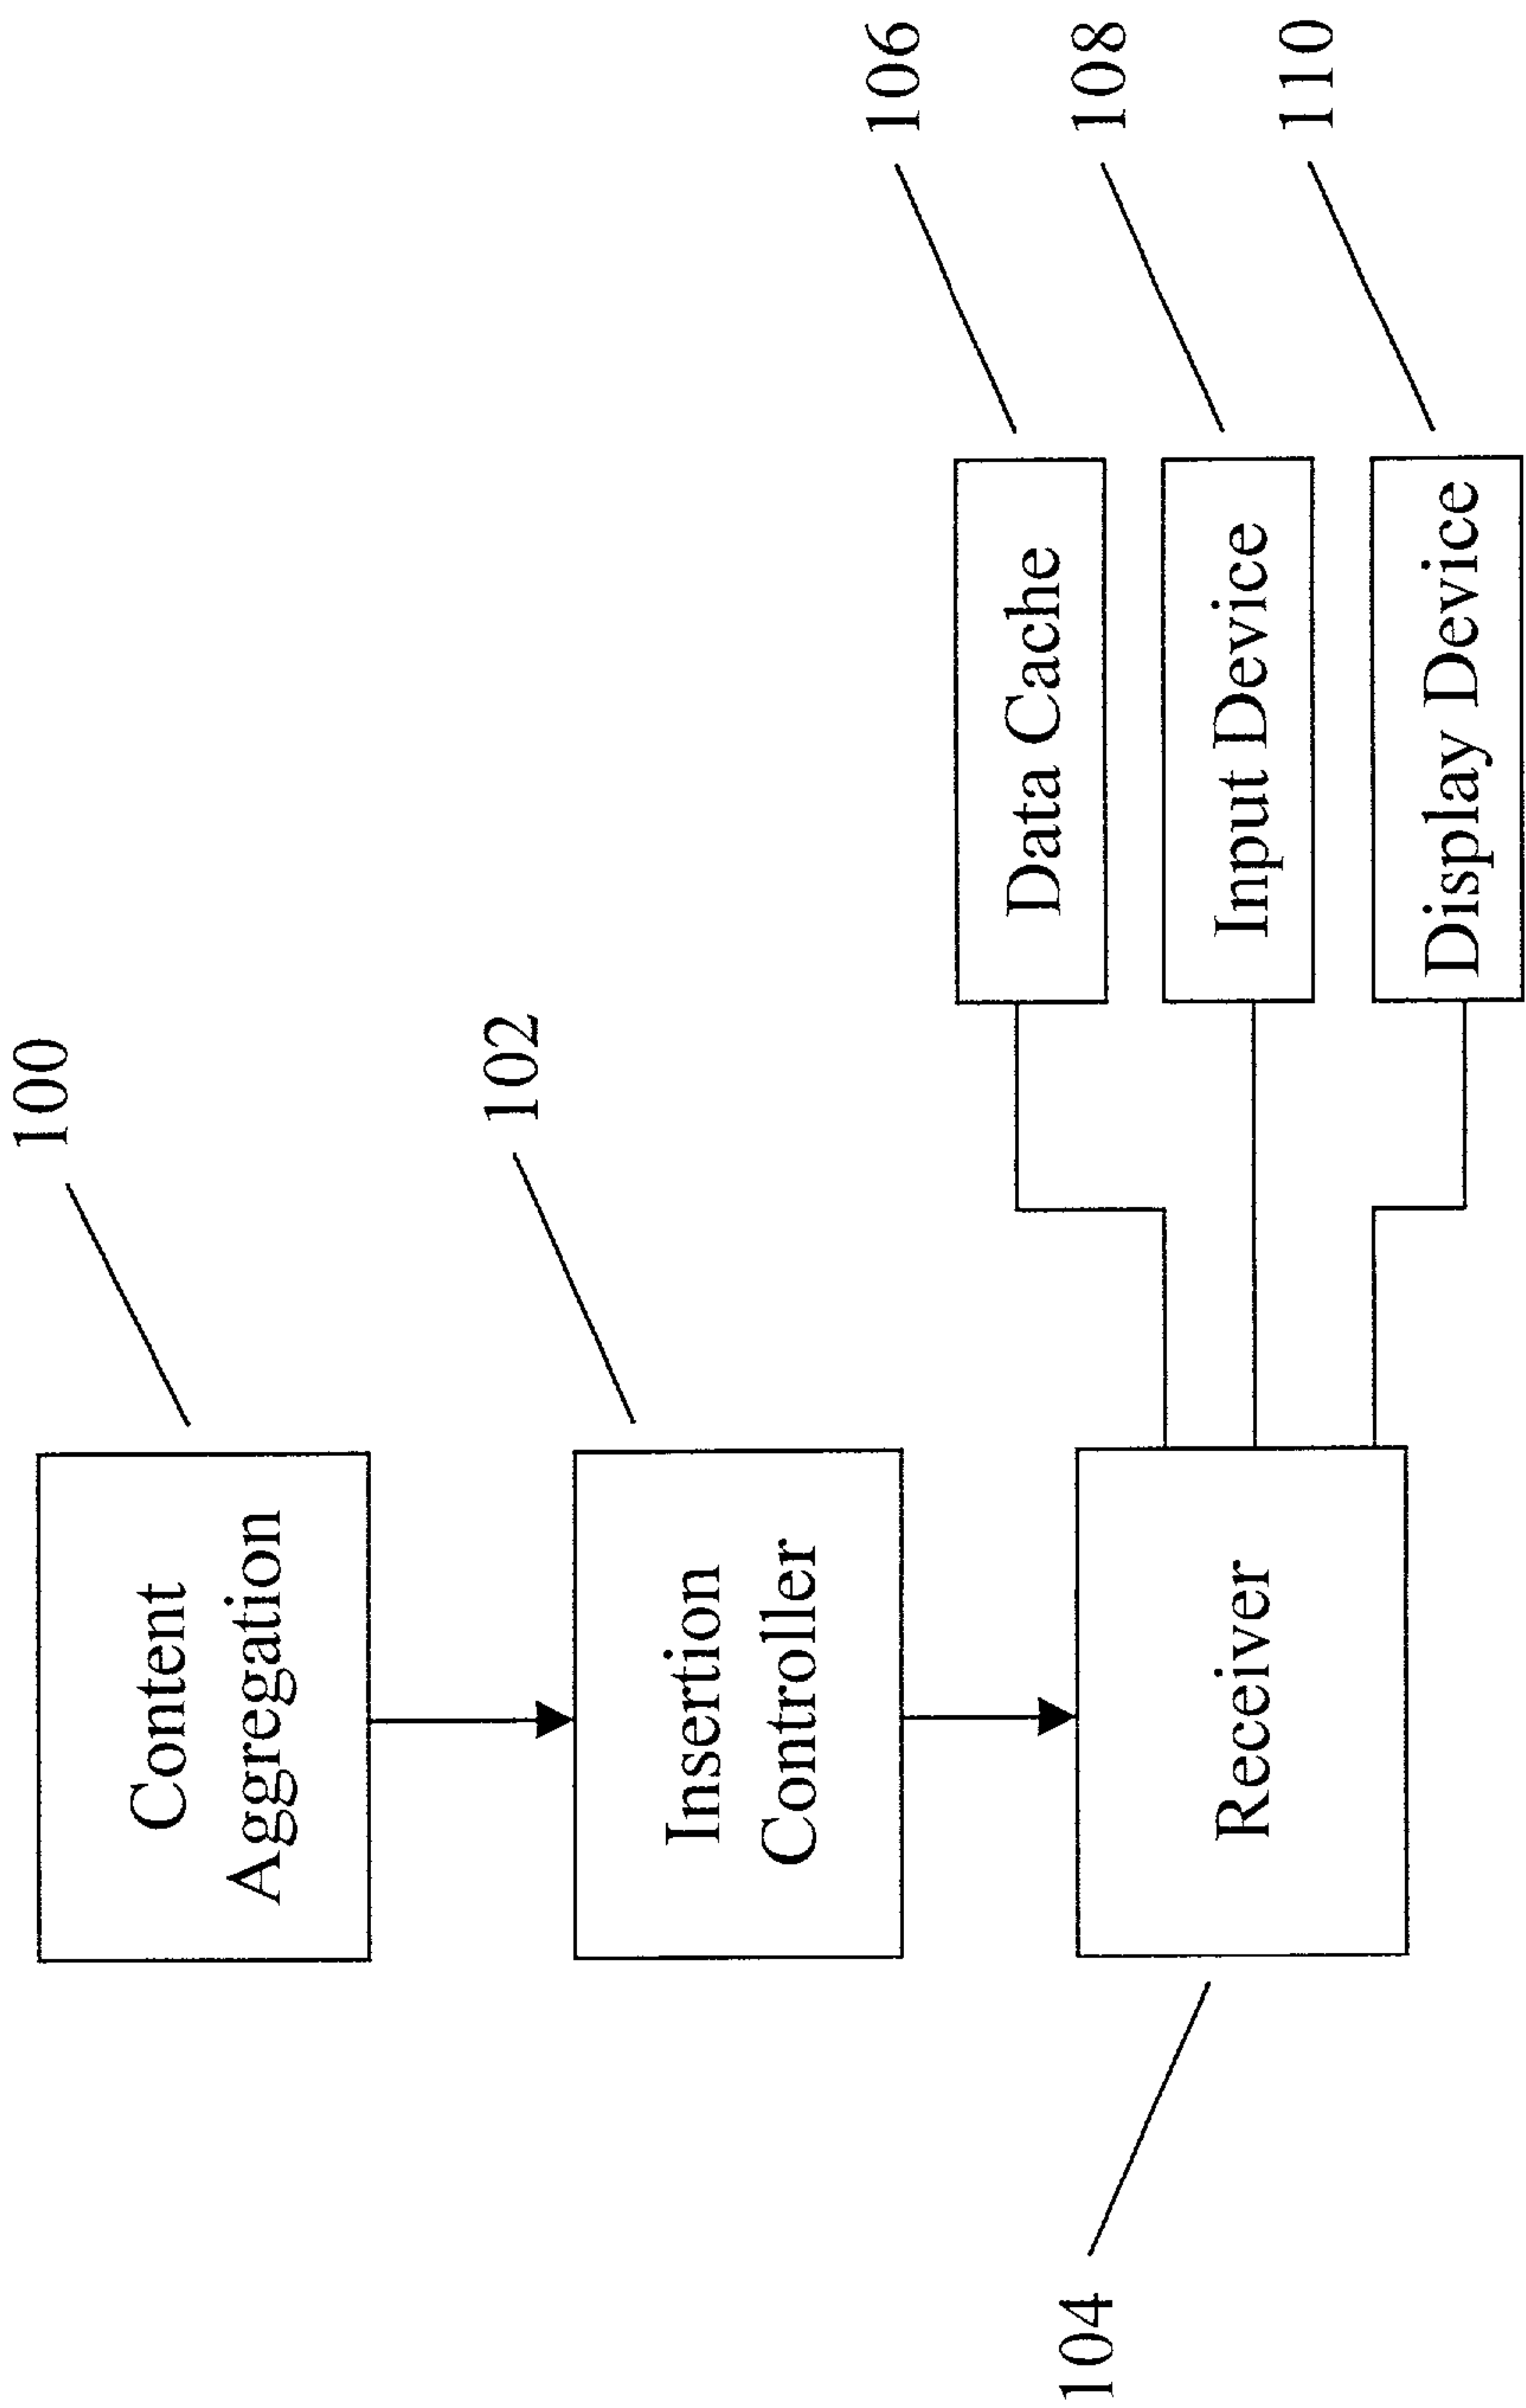 100
Content
Aggregation
102
Insertion
Controller
104
Receiver
106
Data Cache
108
Input Device
110
Display Device